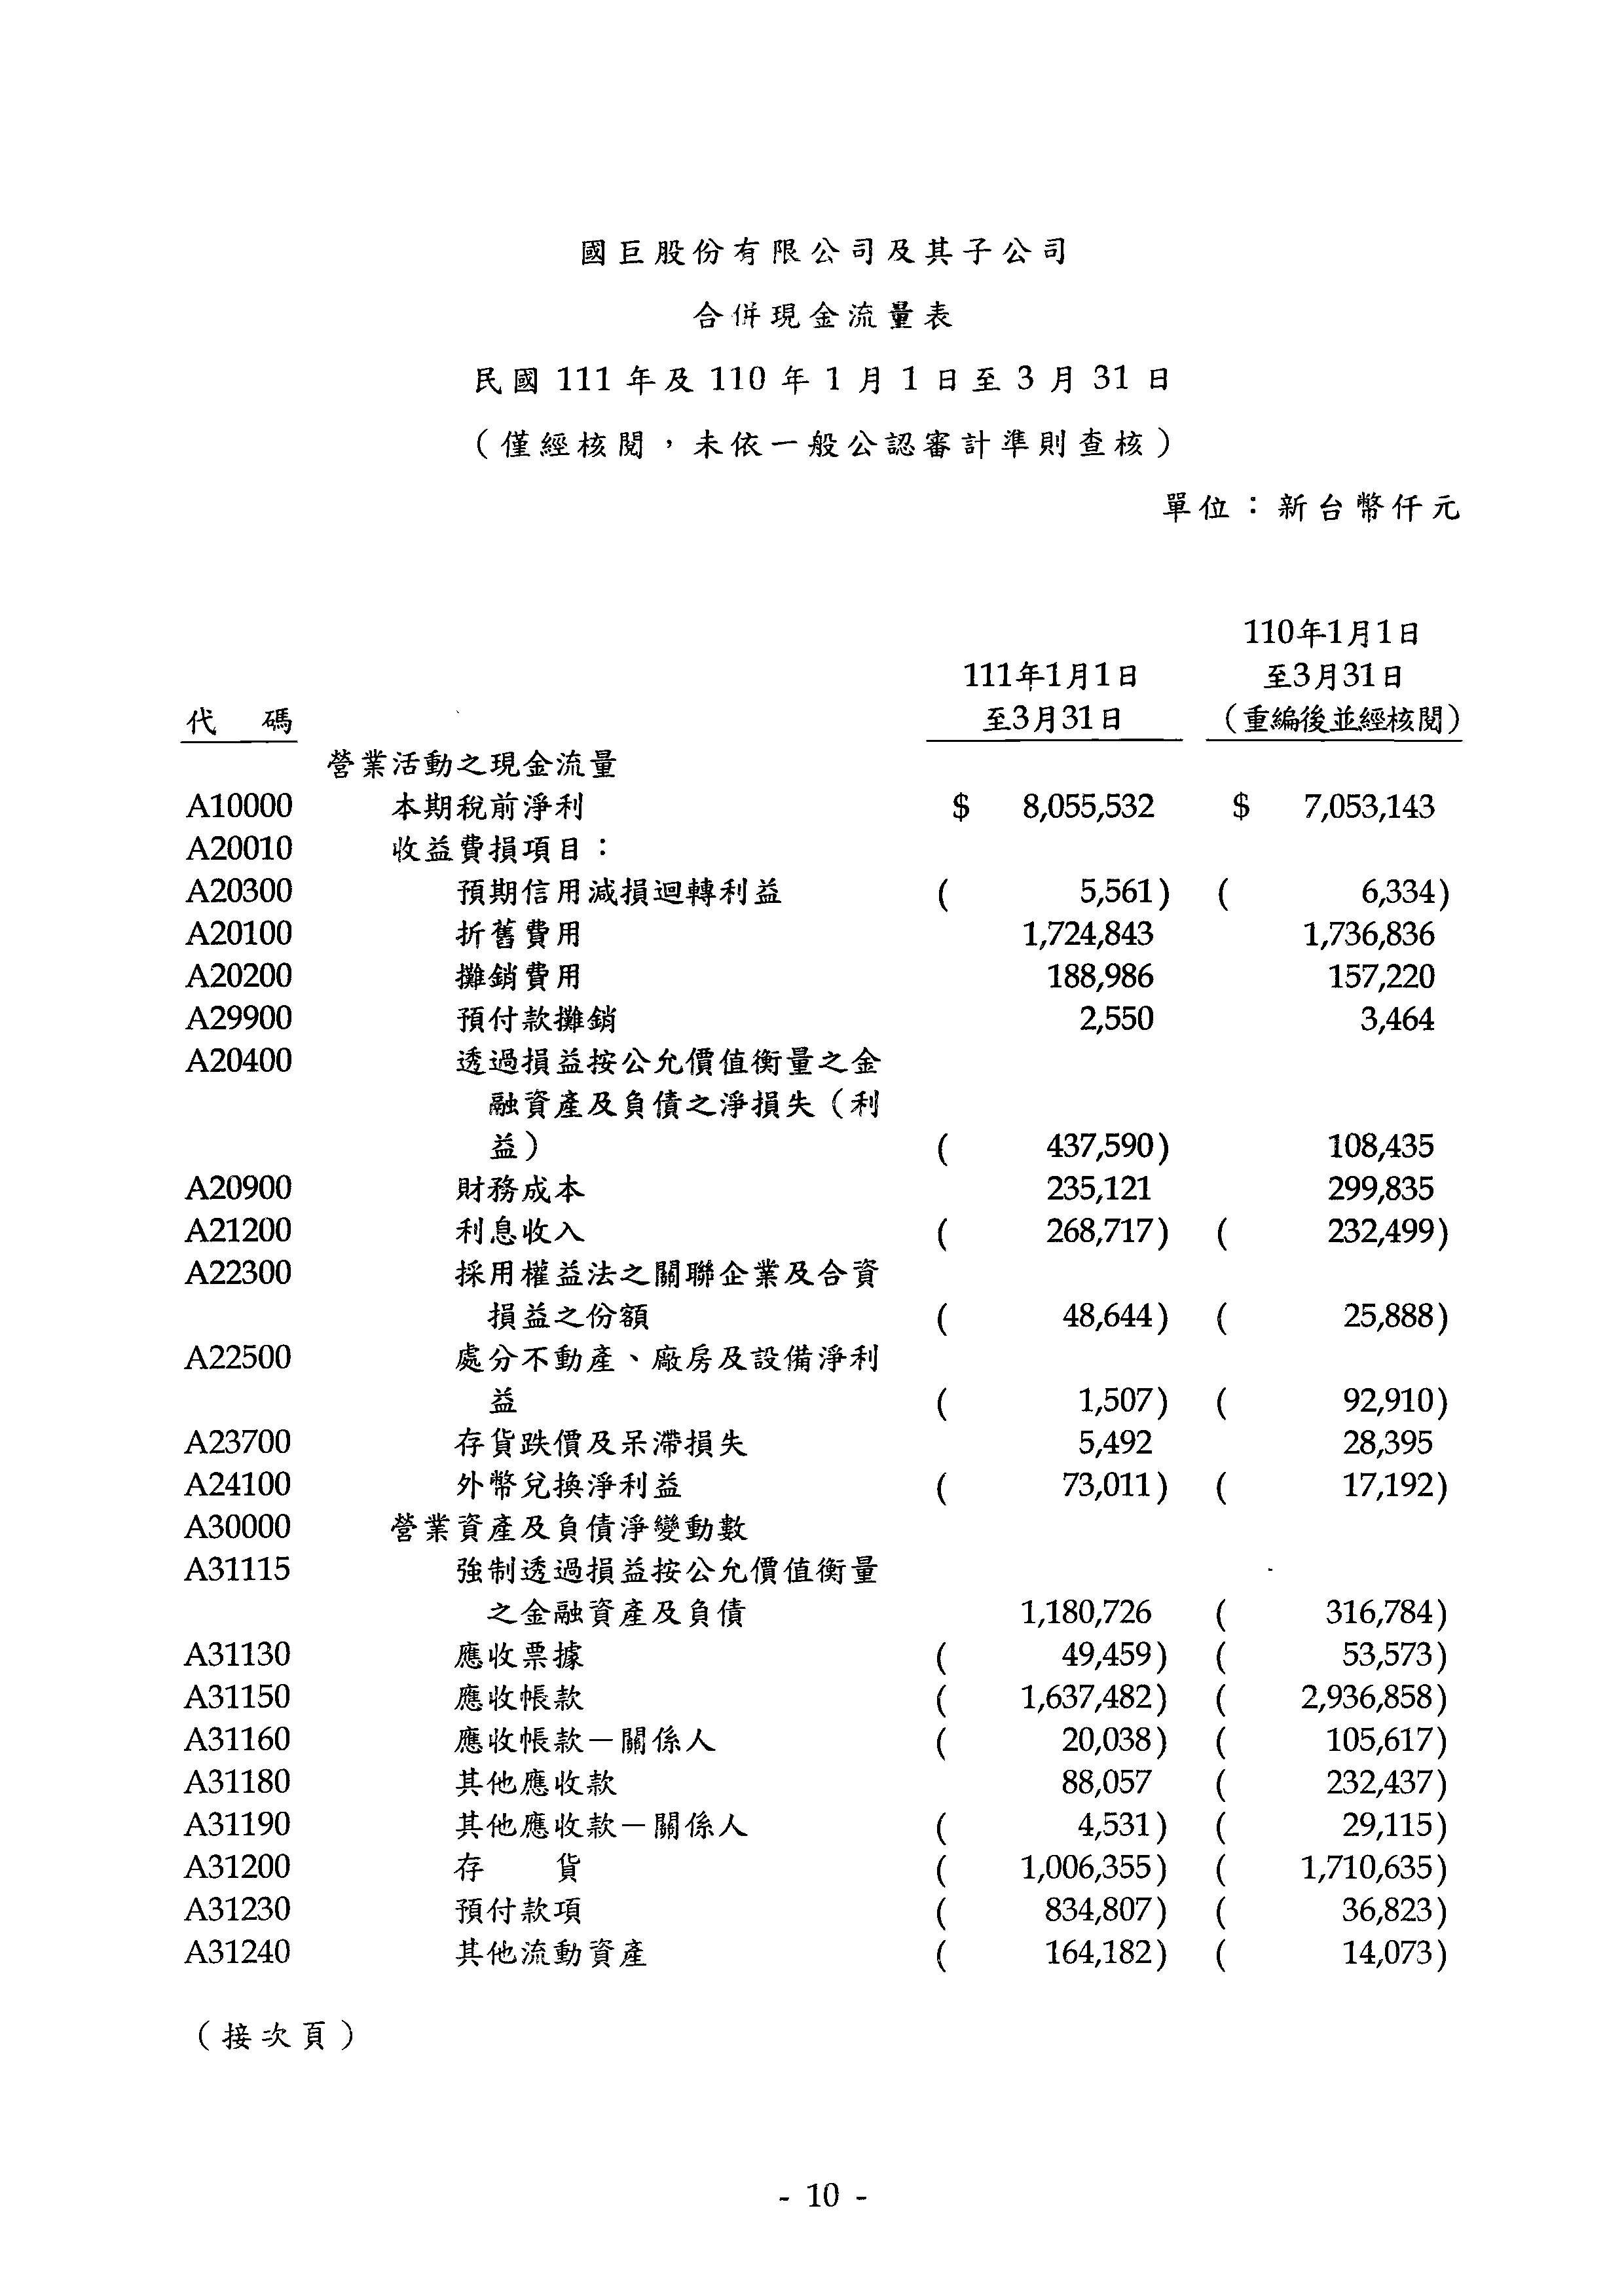 國巨股份有限公司及其子公司
合併現金流量表
民國 111 年及 110 年 1 月 1 日至 3 月 31 日
（僅經核閱，未依一般公認審計準則查核）
單位：新台幣仟元
110年1月1日
111年1月1日 至3月31日
代 碼 至3月31日 （重編後並經核閱）
營業活動之現金流量
A10000 本期稅前淨利 $ 8,055,532 $ 7,053,143
A20010 收益費損項目：
A20300 預期信用減損迴轉利益 ( 5,561) ( 6,334)
A20100 折舊費用 1,724,843 1,736,836
A20200 攤銷費用 188,986 157,220
A29900 預付款攤銷 2,550 3,464
A20400 透過損益按公允價值衡量之金
融資產及負債之淨損失（利
益） ( 437,590) 108,435
A20900 財務成本 235,121 299,835
A21200 利息收入 ( 268,717) ( 232,499)
A22300 採用權益法之關聯企業及合資
損益之份額 ( 48,644) ( 25,888)
A22500 處分不動產、廠房及設備淨利
益 ( 1,507) ( 92,910)
A23700 存貨跌價及呆滯損失 5,492 28,395
A24100 外幣兌換淨利益 ( 73,011) ( 17,192)
A30000 營業資產及負債淨變動數
A31115 強制透過損益按公允價值衡量
之金融資產及負債 1,180,726 ( 316,784)
A31130 應收票據 ( 49,459) ( 53,573)
A31150 應收帳款 ( 1,637,482) ( 2,936,858)
A31160 應收帳款－關係人 ( 20,038) ( 105,617)
A31180 其他應收款 88,057 ( 232,437)
A31190 其他應收款－關係人 ( 4,531) ( 29,115)
A31200 存 貨 ( 1,006,355) ( 1,710,635)
A31230 預付款項 ( 834,807) ( 36,823)
A31240 其他流動資產 ( 164,182) ( 14,073)
（接次頁）
- 10 -